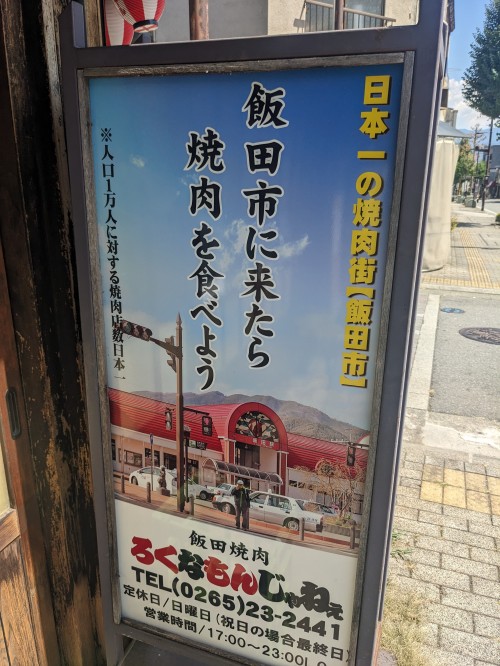 日本一の焼肉街【飯田市】
飯田市に来たら
焼肉を食べよう
※人口1万人に対する焼肉店数日本一
飯田焼肉
ろくなもんじゃねぇ
TEL(0265)23-2441
定休日/日曜日(祝日の場合最終日)
営業時間/17:00~23:00